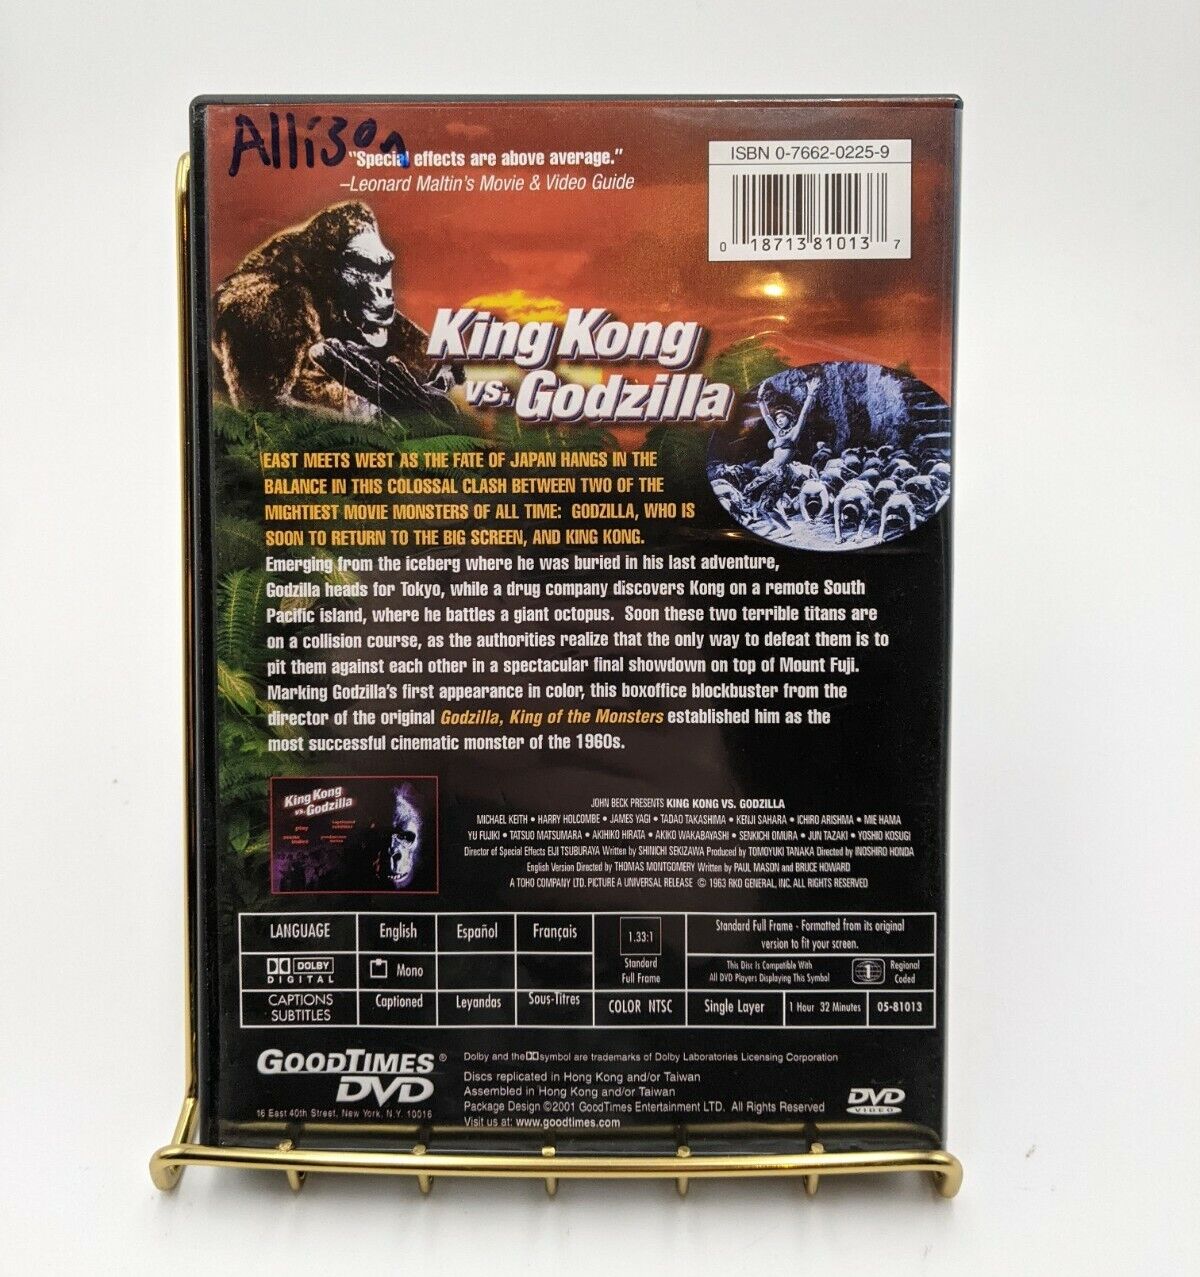 Allison
"Special effects are above average."
–Leonard Maltin's Movie & Video Guide
ISBN 0-7662-0225-9
0 18713 81013 7
King Kong
vs. Godzilla
EAST MEETS WEST AS THE FATE OF JAPAN HANGS IN THE
BALANCE IN THIS COLOSSAL CLASH BETWEEN TWO OF THE
MIGHTIEST MOVIE MONSTERS OF ALL TIME: GODZILLA, WHO IS
SOON TO RETURN TO THE BIG SCREEN, AND KING KONG.
Emerging from the iceberg where he was buried in his last adventure,
Godzilla heads for Tokyo, while a drug company discovers Kong on a remote South
Pacific island, where he battles a giant octopus. Soon these two terrible titans are
on a collision course, as the authorities realize that the only way to defeat them is to
pit them against each other in a spectacular final showdown on top of Mount Fuji.
Marking Godzilla's first appearance in color, this boxoffice blockbuster from the
director of the original Godzilla, King of the Monsters established him as the
most successful cinematic monster of the 1960s.
King Kong
vs. Godzilla
play
JOHN BECK PRESENTS KING KONG VS. GODZILLA
MICHAEL KEITH • HARRY HOLCOMBE • JAMES YAGI • TADAO TAKASHIMA • KENJI SAHARA • ICHIRO ARISHMA • MIE HAMA
YU FUJIKI • TATSUO MATSUMARA • AKIHIKO HIRATA • AKIKO WAKABAYASHI • SENKICHI OMURA • JUN TAZAKI • YOSHIO KOSUGI
Director of Special Effects EIJI TSUBURAYA Written by SHINICHI SEKIZAWA Produced by TOMOYUKI TANAKA Directed by INOSHIRO HONDA
English Version Directed by THOMAS MONTGOMERY Written by PAUL MASON and BRUCE HOWARD
A TOHO COMPANY LTD. PICTURE A UNIVERSAL RELEASE © 1963 RKO GENERAL, INC. ALL RIGHTS RESERVED
LANGUAGE English Español Français
DOLBY DIGITAL Mono
CAPTIONS SUBTITLES Captioned Leyandas Sous-Titres
1.33:1
Standard
Full Frame
COLOR NTSC
Standard Full Frame - Formatted from its original
version to fit your screen.
This Disc Is Compatible With
All DVD Players Displaying This Symbol
1 Regional
Coded
Single Layer 1 Hour 32 Minutes 05-81013
GOODTIMES®
DVD
16 East 40th Street, New York, N.Y. 10016
Dolby and the symbol are trademarks of Dolby Laboratories Licensing Corporation
Discs replicated in Hong Kong and/or Taiwan
Assembled in Hong Kong and/or Taiwan
Package Design ©2001 GoodTimes Entertainment LTD. All Rights Reserved
Visit us at: www.goodtimes.com
DVD
VIDEO